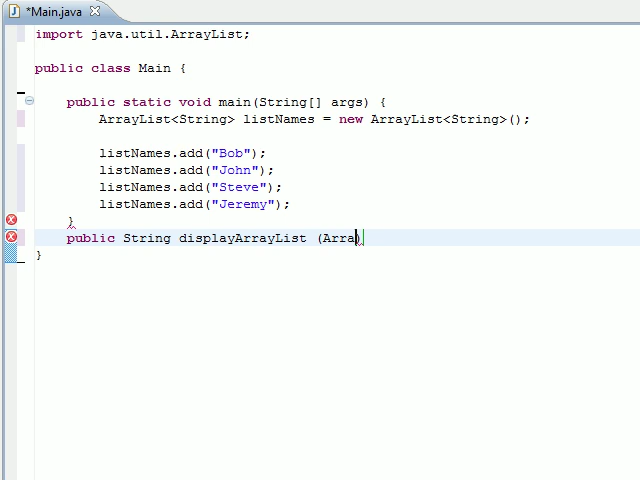 *Main.java
import java.util.ArrayList;
public class Main {
public static void main(String[] args) {
ArrayList<String> listNames = new ArrayList<String>();
listNames.add("Bob");
listNames.add("John");
listNames.add("Steve");
listNames.add("Jeremy");
}
public String displayArrayList (Arra)
}